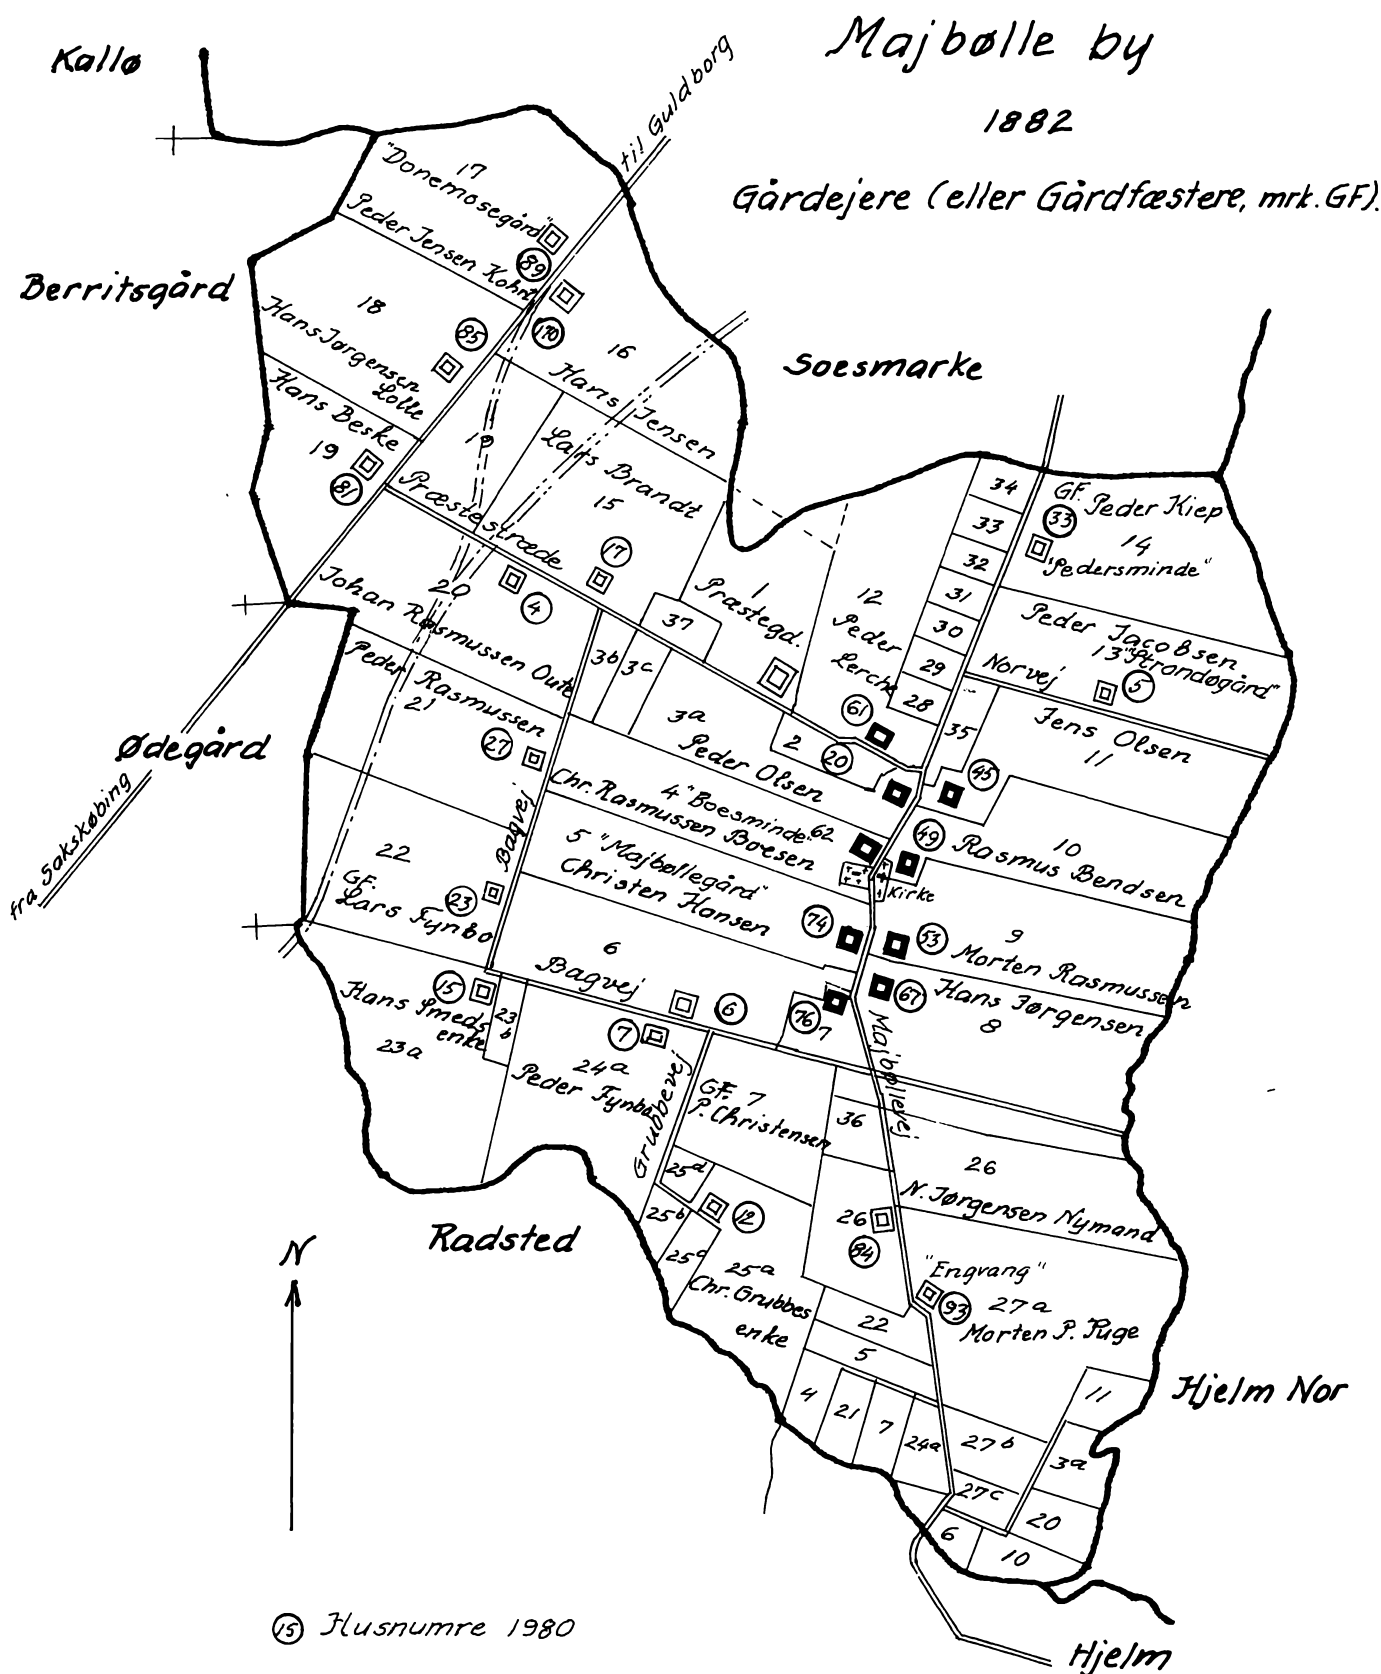 Majbølle by
1882
Gårdejere (eller Gårdfæstere, mrk. GF).
Kallø
til Guldborg
17
"Donemosegård"
89
Peder Jensen Kohrt
Berritsgård
18
Hans Jørgensen
Lolle
85
170
16
Hans Jensen
Soesmarke
Hans Beske
19
81
19
Lars Brandt
15
17
Præstestræde
20
4
Johan Rasmussen Oute
Peder Rasmussen
21
27
Ødegård
fra Sakskøbing
Bagvej
22
GF.
Lars Fynbo
23
3b
3c
37
1
Præstegd.
12
Peder
Lerche
61
34
33
32
31
30
29
28
GF.
Peder Kiep
33
14
"Pedersminde"
Peder Jacobsen
13 "Strandøgård"
5
Norvej
35
Jens Olsen
11
45
3a
Peder Olsen
2
20
4 "Boesminde"
62
Chr. Rasmussen Boesen
5 "Majbøllegård"
Christen Hansen
74
49
10
Rasmus Bendsen
Kirke
53
9
Morten Rasmussen
67
Hans Jørgensen
8
6
Bagvej
6
76
7
Majbøllevej
15
Hans Smeds
enke
23a
23
b
7
24a
Peder Fynbo
Grubbevej
GF. 7
P. Christensen
36
26
N. Jørgensen Nymand
25d
25b
25c
12
25a
Chr. Grubbes
enke
26
84
"Engvang"
93
27a
Morten P. Puge
Radsted
22
5
4
21
7
24a
27b
27c
11
3a
20
6
10
Hjelm Nor
N
15 Husnumre 1980
Hjelm